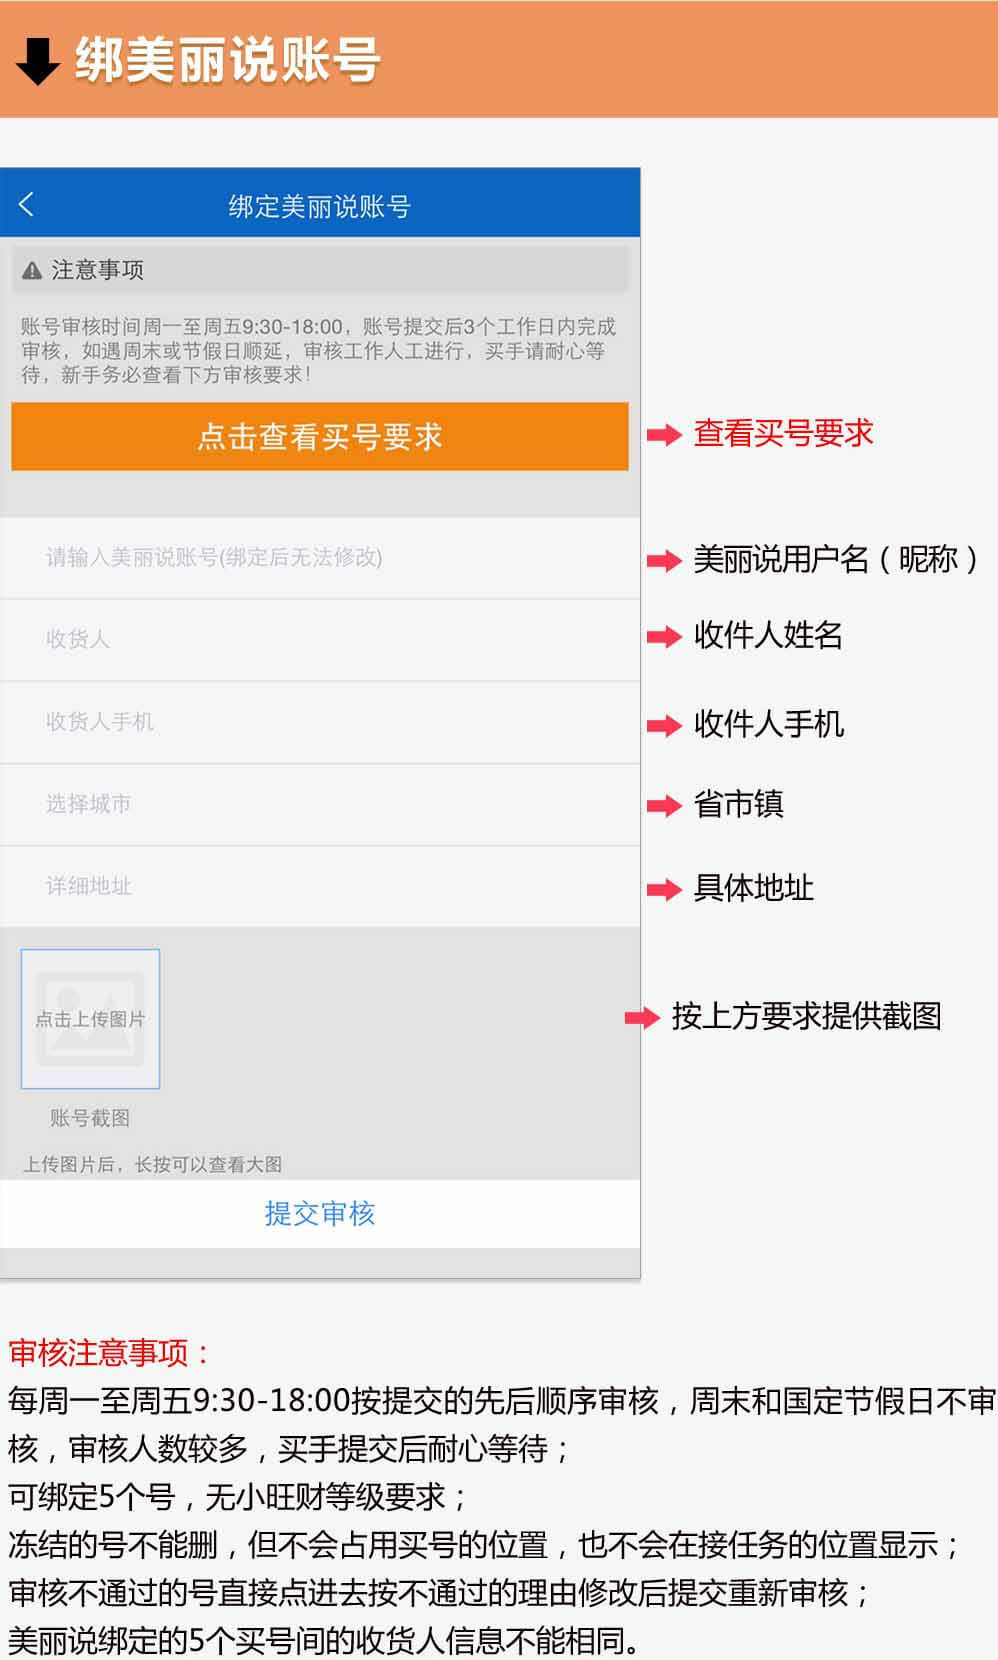 绑美丽说账号
绑定美丽说账号
注意事项
账号审核时间周一至周五9:30-18:00，账号提交后3个工作日内完成
审核，如遇周末或节假日顺延，审核工作人工进行，买手请耐心等
待，新手务必查看下方审核要求！
点击查看买号要求
查看买号要求
请输入美丽说账号(绑定后无法修改)
美丽说用户名（昵称）
收货人
收件人姓名
收货人手机
收件人手机
选择城市
省市镇
详细地址
具体地址
点击上传图片
按上方要求提供截图
账号截图
上传图片后，长按可以查看大图
提交审核
审核注意事项：
每周一至周五9:30-18:00按提交的先后顺序审核，周末和国定节假日不审
核，审核人数较多，买手提交后耐心等待；
可绑定5个号，无小旺财等级要求；
冻结的号不能删，但不会占用买号的位置，也不会在接任务的位置显示；
审核不通过的号直接点进去按不通过的理由修改后提交重新审核；
美丽说绑定的5个买号间的收货人信息不能相同。